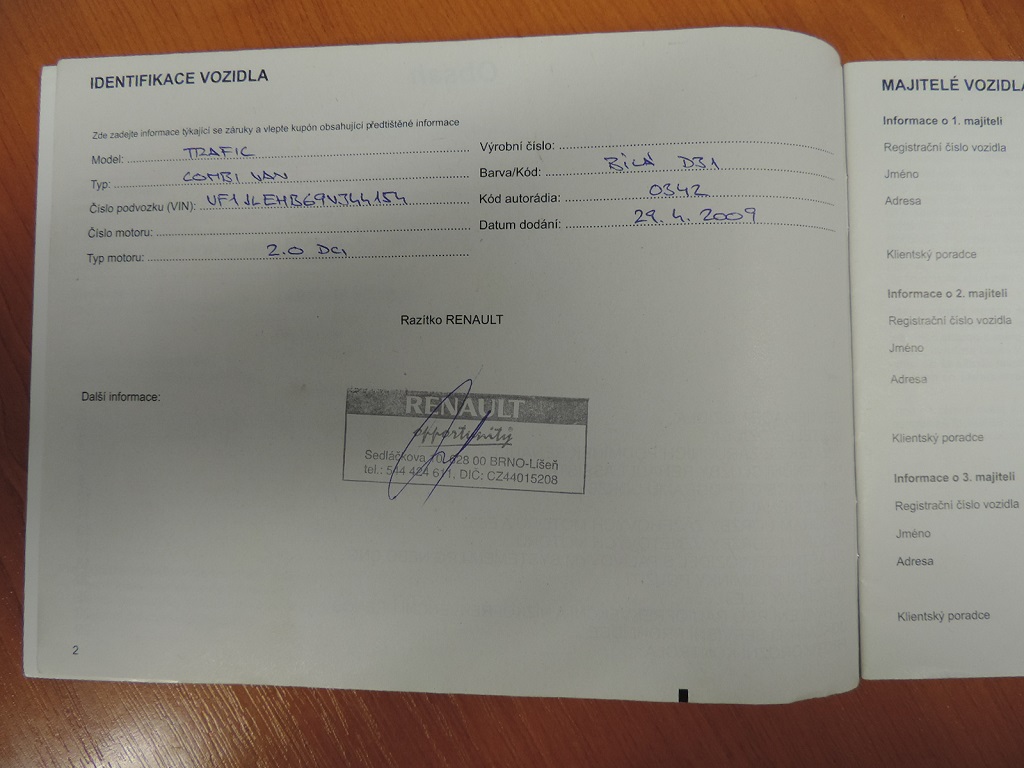 IDENTIFIKACE VOZIDLA
Zde zadejte informace týkající se záruky a vlepte kupón obsahující předtištěné informace
Model: TRAFIC
Typ: COMBI VAN
Číslo podvozku (VIN): VF1JLEHB69V344154
Číslo motoru:
Typ motoru: 2.0 DCI
Výrobní číslo:
Barva/Kód: BÍLÁ DB1
Kód autorádia: 0342
Datum dodání: 29. 4. 2009
Razítko RENAULT
Další informace:
RENAULT
opportunity
Sedláčkova 10, 628 00 BRNO-Líšeň
tel.: 544 424 611, DIČ: CZ44015208
2
MAJITELÉ VOZIDLA
Informace o 1. majiteli
Registrační číslo vozidla
Jméno
Adresa
Klientský poradce
Informace o 2. majiteli
Registrační číslo vozidla
Jméno
Adresa
Klientský poradce
Informace o 3. majiteli
Registrační číslo vozidla
Jméno
Adresa
Klientský poradce